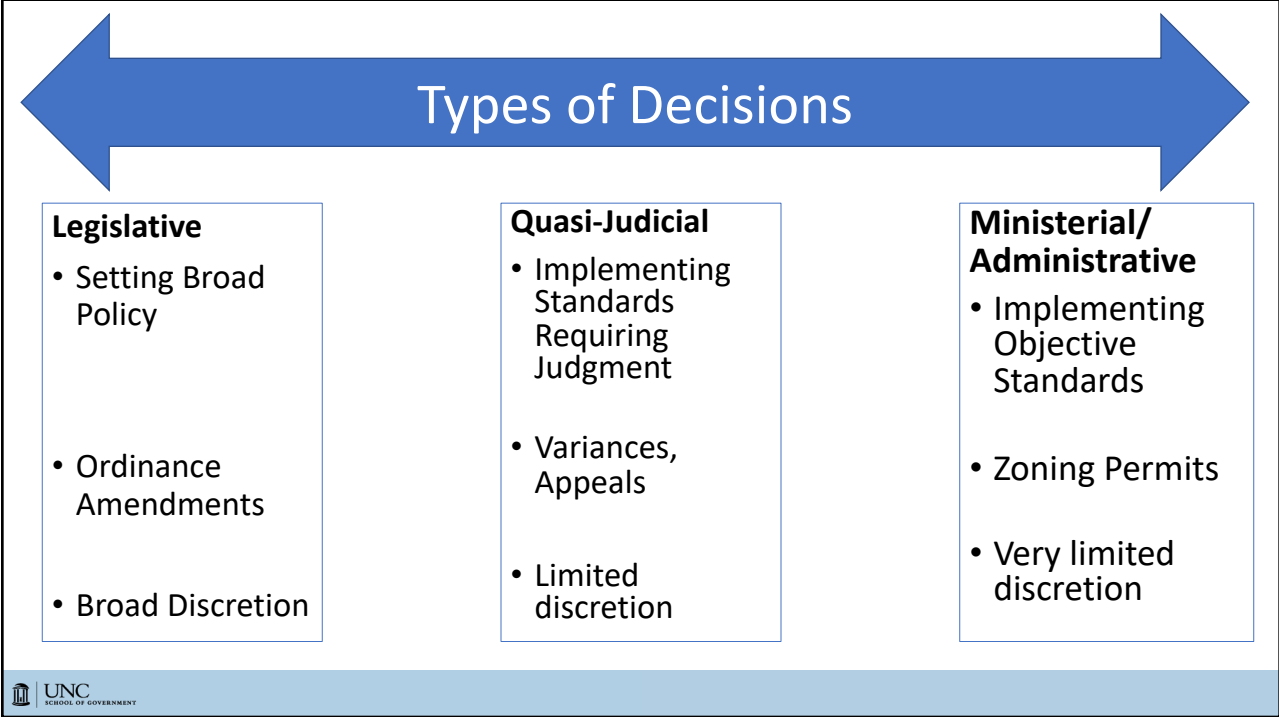 Types of Decisions
Legislative
• Setting Broad
Policy
• Ordinance
Amendments
• Broad Discretion
Quasi-Judicial
• Implementing
Standards
Requiring
Judgment
• Variances,
Appeals
• Limited
discretion
Ministerial/
Administrative
• Implementing
Objective
Standards
• Zoning Permits
• Very limited
discretion
UNC
SCHOOL OF GOVERNMENT